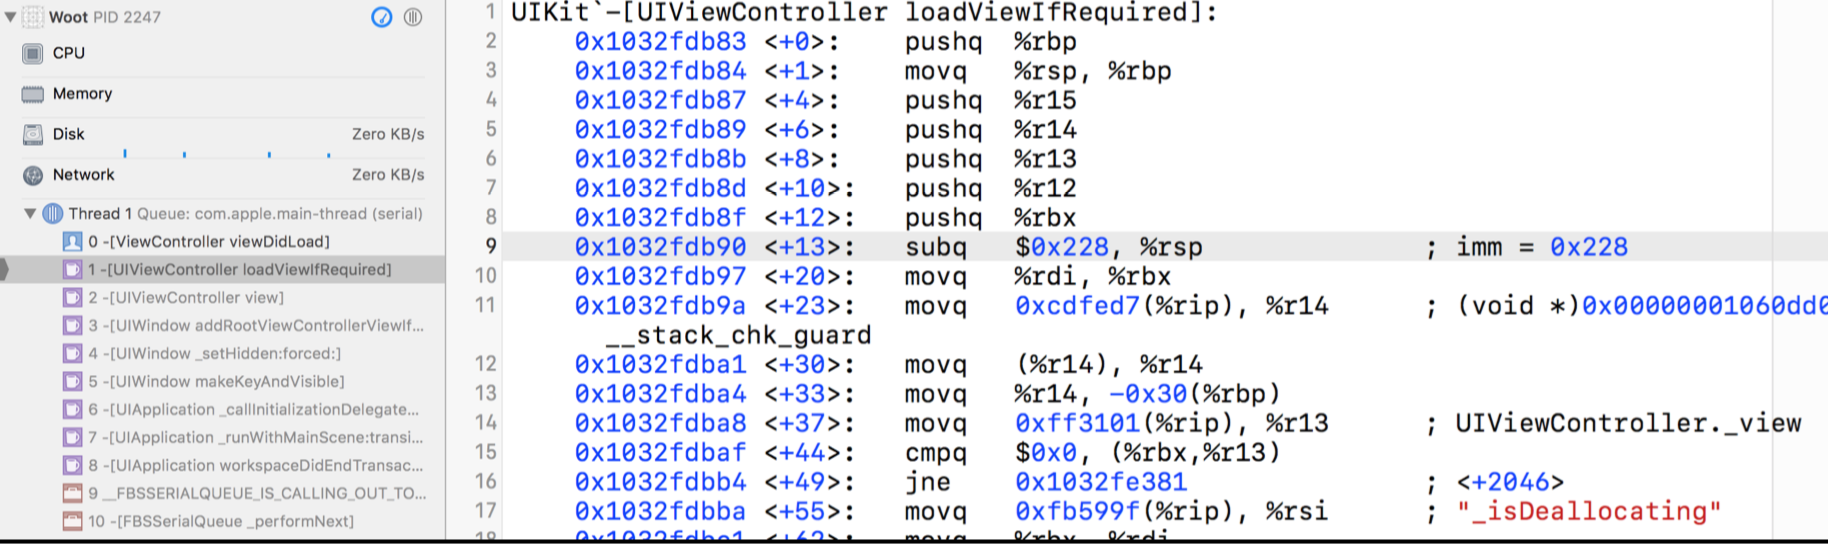 Woot PID 2247
CPU
Memory
Disk Zero KB/s
Network Zero KB/s
Thread 1 Queue: com.apple.main-thread (serial)
0 -[ViewController viewDidLoad]
1 -[UIViewController loadViewIfRequired]
2 -[UIViewController view]
3 -[UIWindow addRootViewControllerViewIf...
4 -[UIWindow _setHidden:forced:]
5 -[UIWindow makeKeyAndVisible]
6 -[UIApplication _callInitializationDelegate...
7 -[UIApplication _runWithMainScene:transi...
8 -[UIApplication workspaceDidEndTransac...
9 __FBSSERIALQUEUE_IS_CALLING_OUT_TO...
10 -[FBSSerialQueue _performNext]
1 UIKit`-[UIViewController loadViewIfRequired]:
2 0x1032fdb83 <+0>: pushq %rbp
3 0x1032fdb84 <+1>: movq %rsp, %rbp
4 0x1032fdb87 <+4>: pushq %r15
5 0x1032fdb89 <+6>: pushq %r14
6 0x1032fdb8b <+8>: pushq %r13
7 0x1032fdb8d <+10>: pushq %r12
8 0x1032fdb8f <+12>: pushq %rbx
9 0x1032fdb90 <+13>: subq $0x228, %rsp ; imm = 0x228
10 0x1032fdb97 <+20>: movq %rdi, %rbx
11 0x1032fdb9a <+23>: movq 0xcdfed7(%rip), %r14 ; (void *)0x00000001060dd0
__stack_chk_guard
12 0x1032fdba1 <+30>: movq (%r14), %r14
13 0x1032fdba4 <+33>: movq %r14, -0x30(%rbp)
14 0x1032fdba8 <+37>: movq 0xff3101(%rip), %r13 ; UIViewController._view
15 0x1032fdbaf <+44>: cmpq $0x0, (%rbx,%r13)
16 0x1032fdbb4 <+49>: jne 0x1032fe381 ; <+2046>
17 0x1032fdbba <+55>: movq 0xfb599f(%rip), %rsi ; "_isDeallocating"